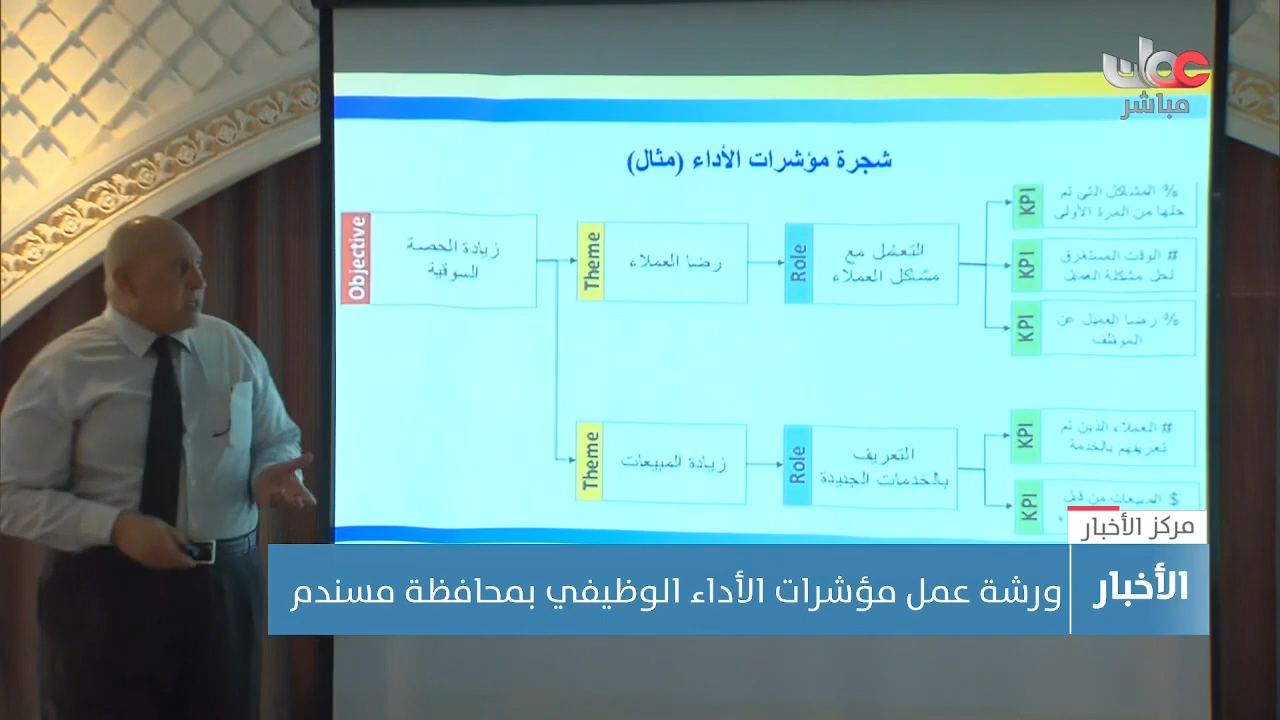 عمان
مباشر
شجرة مؤشرات الأداء (مثال)
Objective
زيادة الحصة
السوقية
Theme
رضا العملاء
Role
التعامل مع
مشاكل العملاء
KPI
% المشاكل التي تم
حلها من المرة الأولى
KPI
# الوقت المستغرق
لحل مشكلة العميل
KPI
% رضا العميل عن
الموظف
Theme
زيادة المبيعات
Role
التعريف
بالخدمات الجديدة
KPI
# العملاء الذين تم
تعريفهم بالخدمة
KPI
$ المبيعات من قبل
مركز الأخبار
الأخبار
ورشة عمل مؤشرات الأداء الوظيفي بمحافظة مسندم